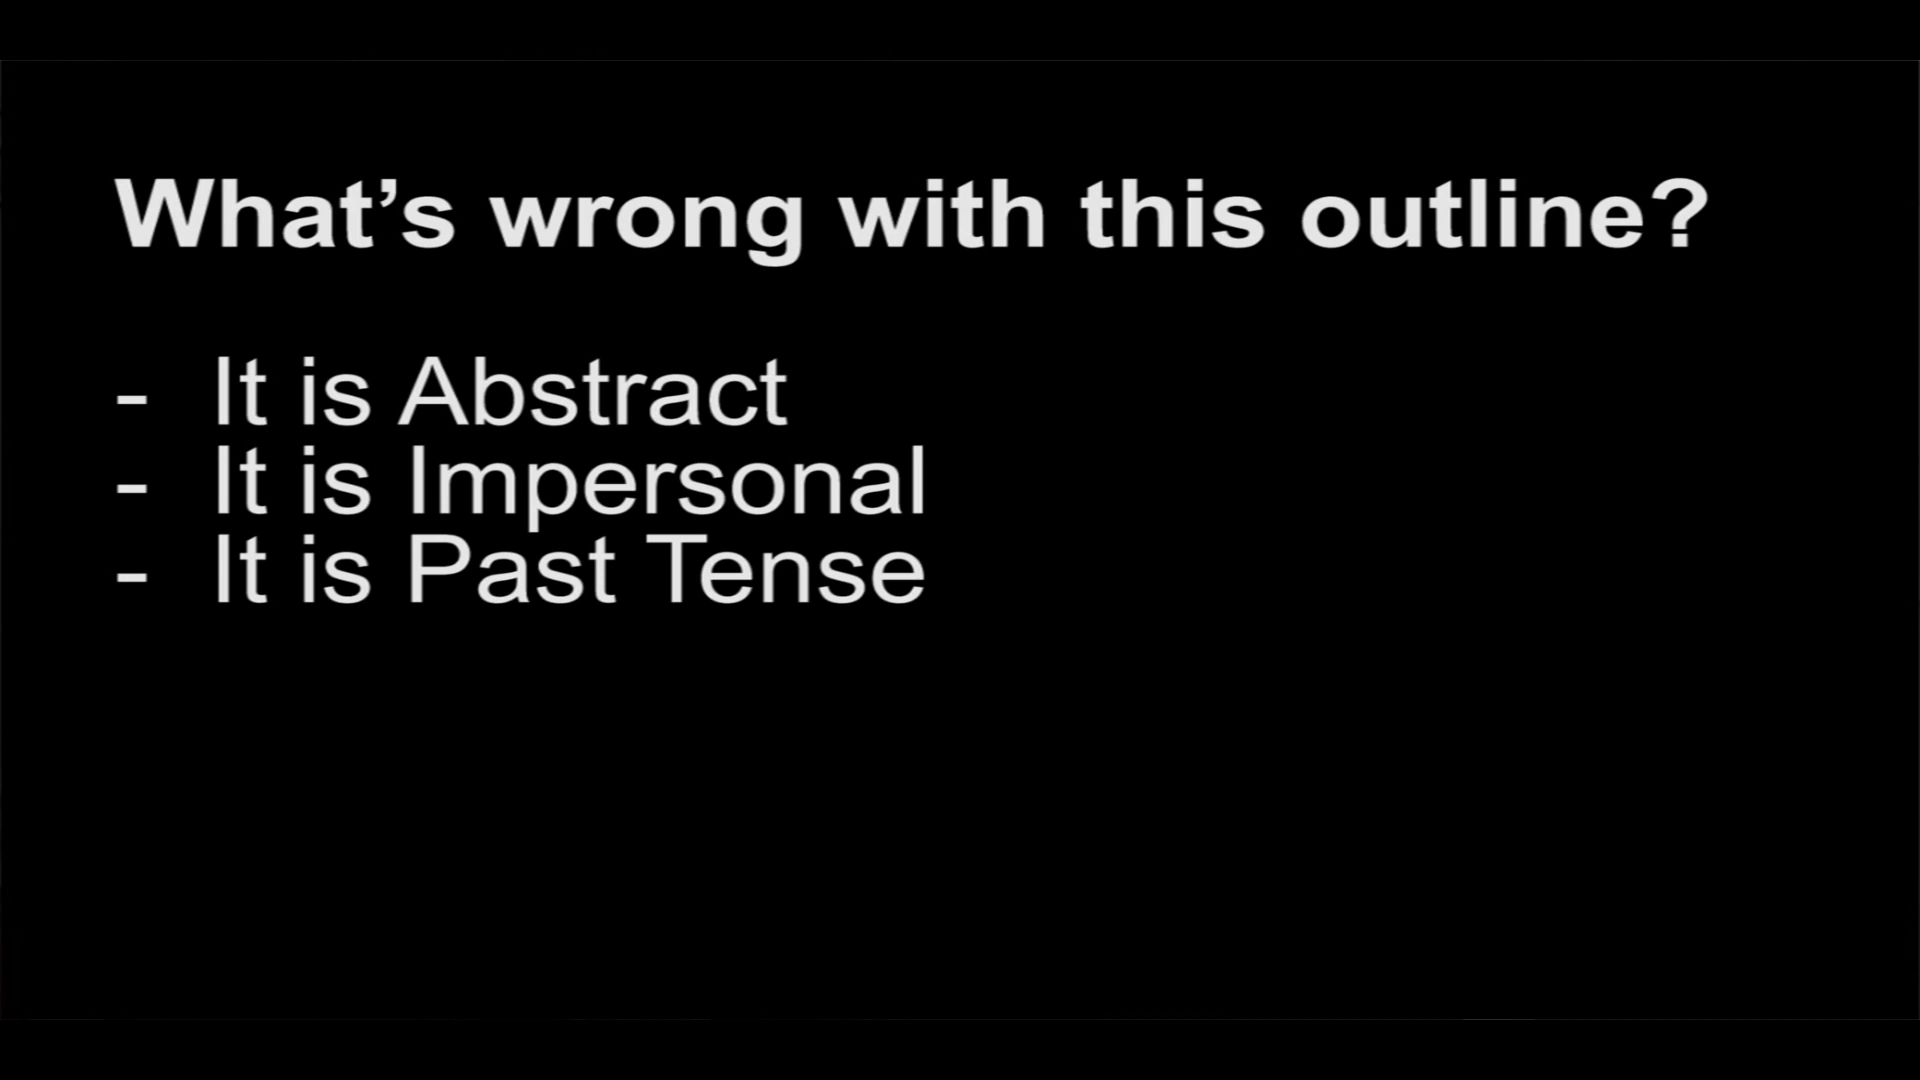 What’s wrong with this outline?
- It is Abstract
- It is Impersonal
- It is Past Tense